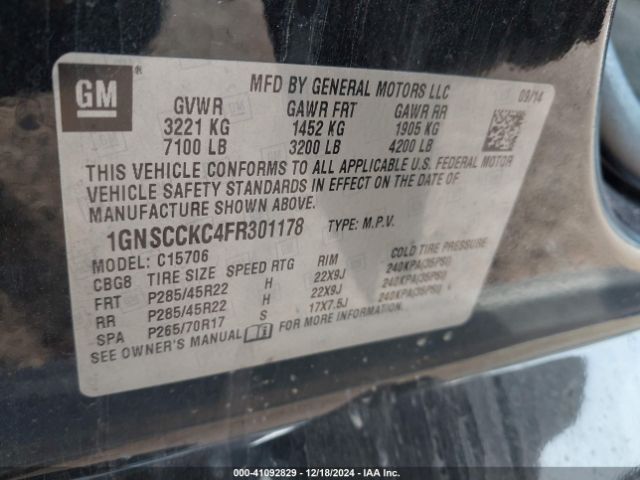 GM ®
MFD BY GENERAL MOTORS LLC
09/14
GVWR GAWR FRT GAWR RR
3221 KG 1452 KG 1905 KG
7100 LB 3200 LB 4200 LB
THIS VEHICLE CONFORMS TO ALL APPLICABLE U.S. FEDERAL MOTOR
VEHICLE SAFETY STANDARDS IN EFFECT ON THE DATE OF
MANUFACTURE SHOWN ABOVE.
1GNSCCKC4FR301178 TYPE: M.P.V.
MODEL: C15706
CBG8 TIRE SIZE SPEED RTG RIM COLD TIRE PRESSURE
FRT P285/45R22 H 22X9J 240KPA(35PSI)
RR P285/45R22 H 22X9J 240KPA(35PSI)
SPA P265/70R17 S 17X7.5J 240KPA(35PSI)
SEE OWNER'S MANUAL FOR MORE INFORMATION.
000-41092829 • 12/18/2024 • IAA Inc.